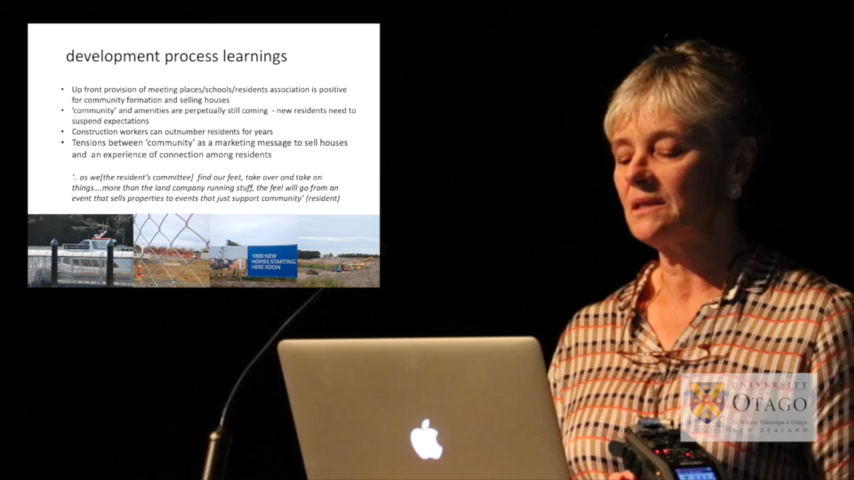 development process learnings
• Up front provision of meeting places/schools/residents association is positive
for community formation and selling houses
• 'community' and amenities are perpetually still coming - new residents need to
suspend expectations
• Construction workers can outnumber residents for years
• Tensions between 'community' as a marketing message to sell houses
and an experience of connection among residents
'.. as we[the resident's committee] find our feet, take over and take on
things....more than the land company running stuff, the feel will go from an
event that sells properties to events that just support community' (resident)
NEW
HOMES STARTING
HERE SOON
UNIVERSITY
of
OTAGO
Te Whare Wānanga o Otāgo
NEW ZEALAND